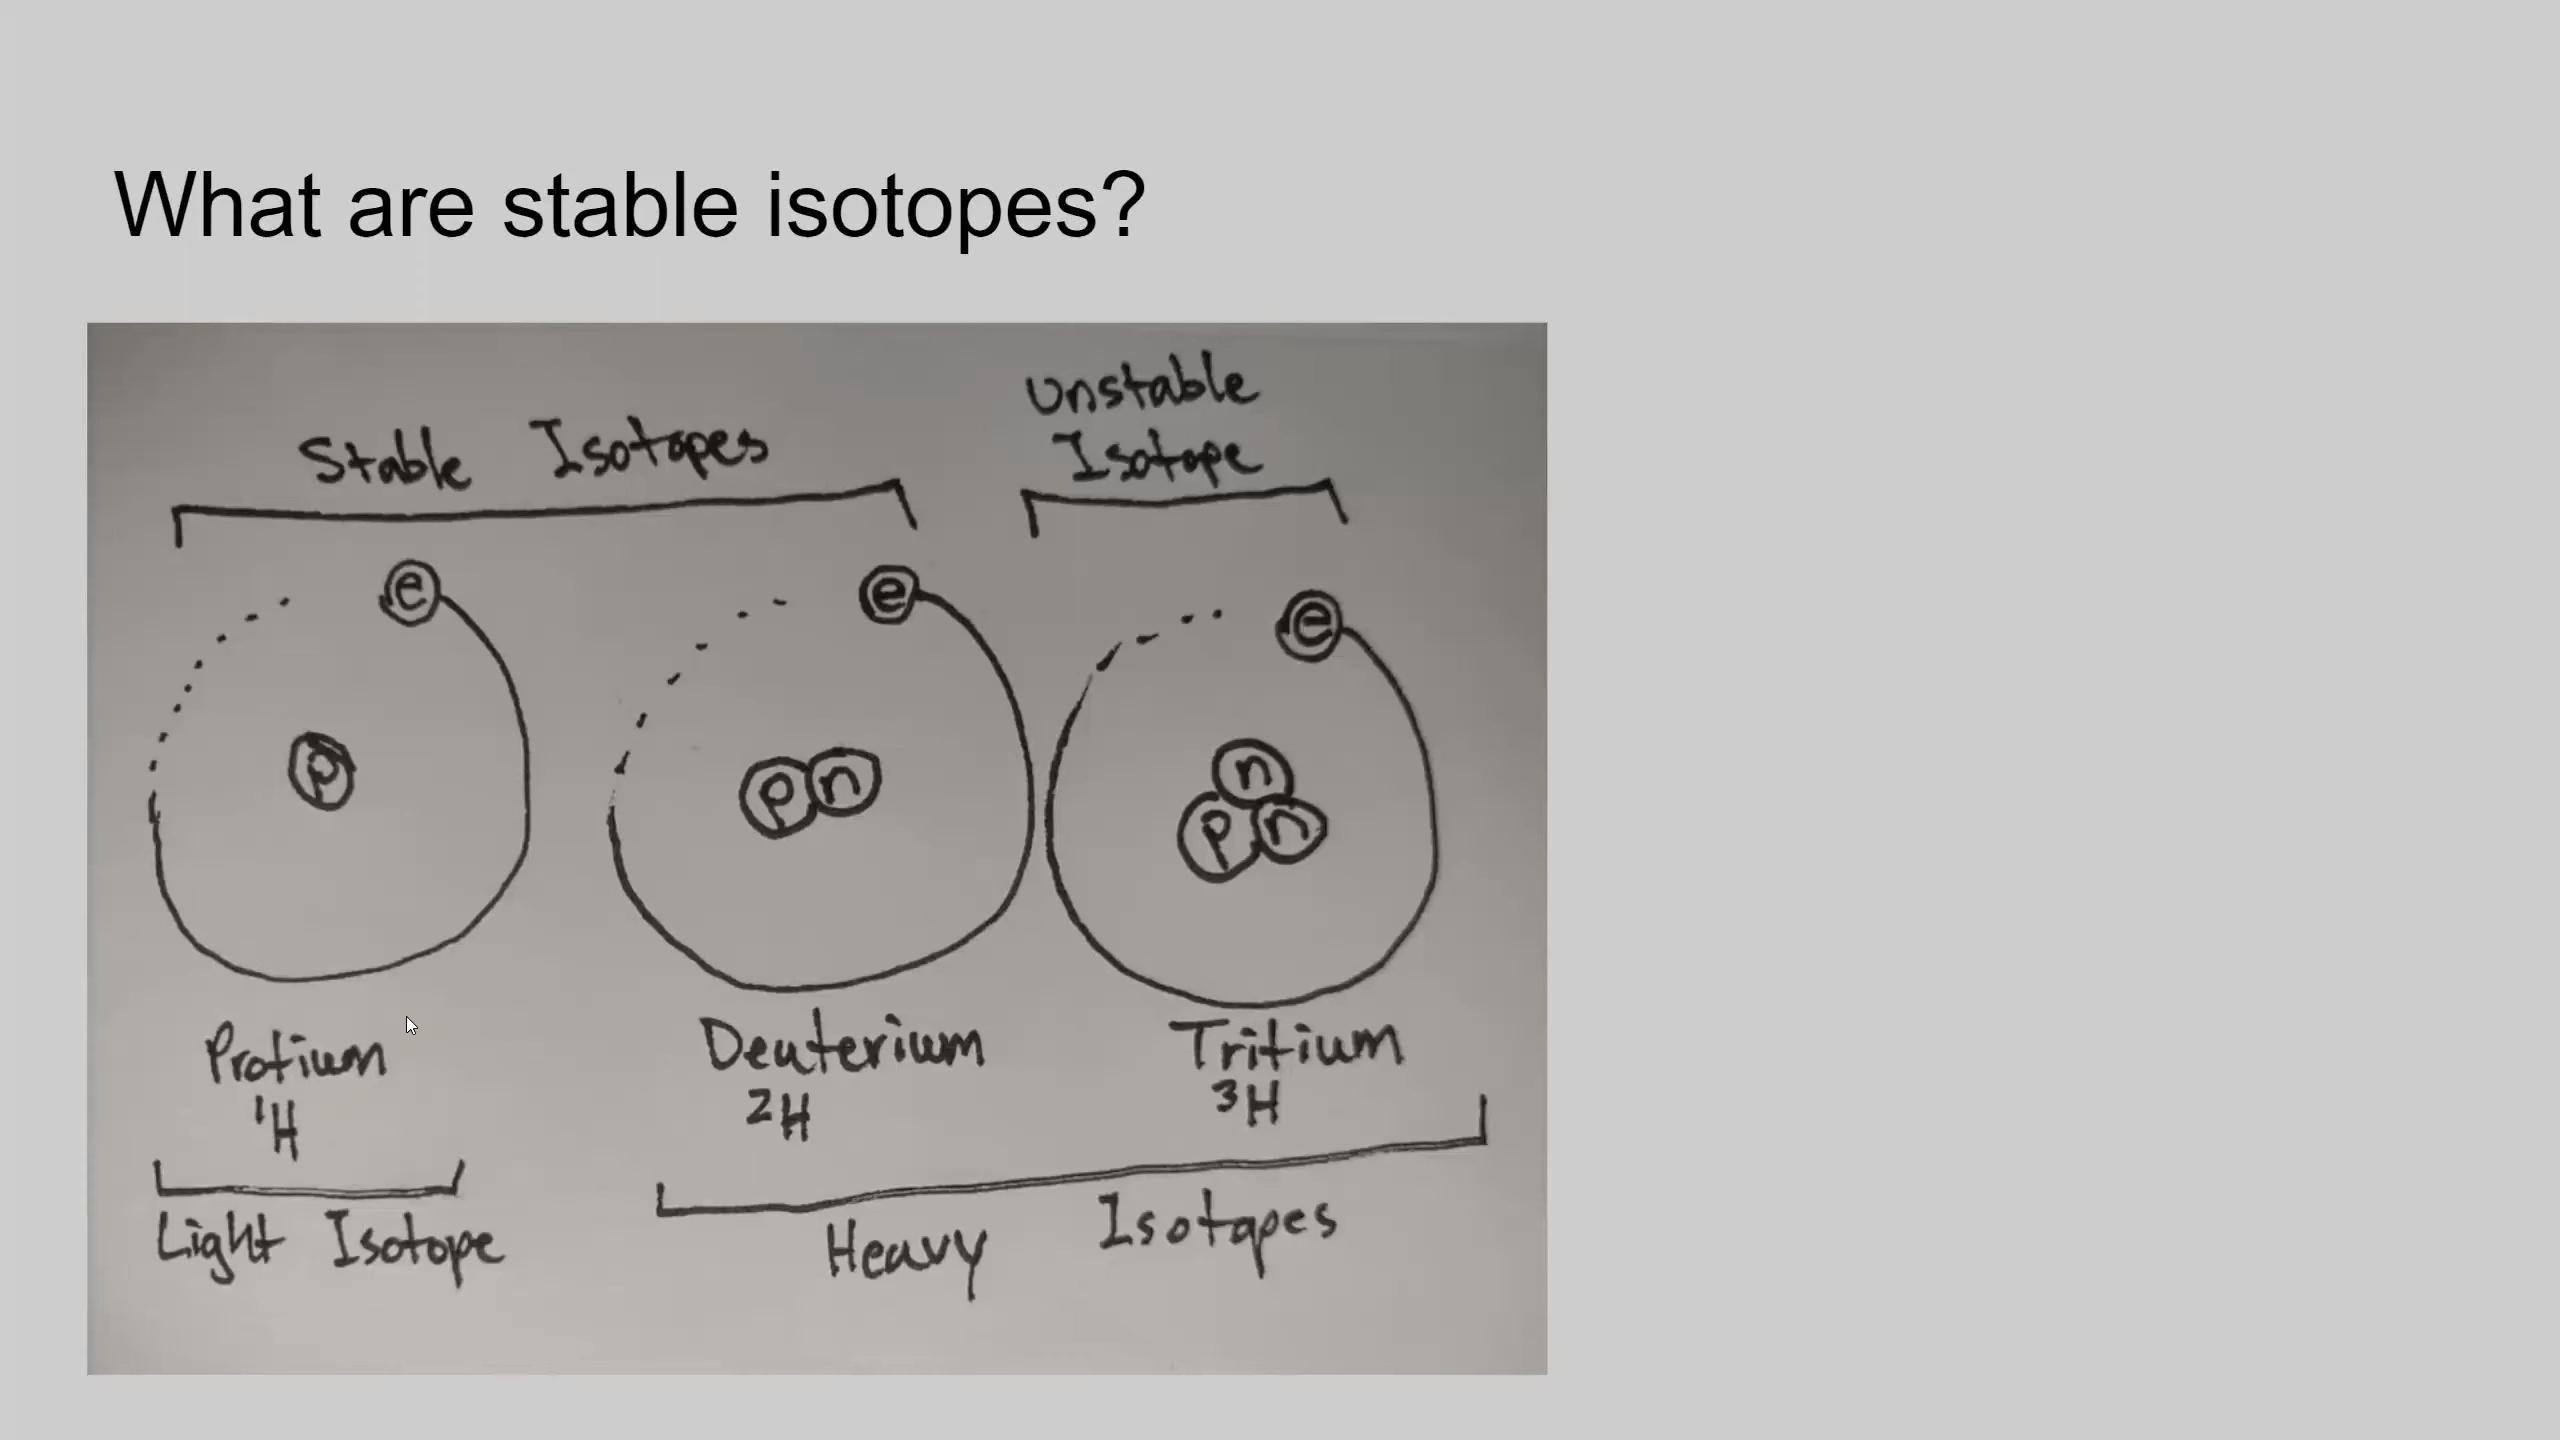 What are stable isotopes?
Stable Isotopes
Unstable
Isotope
e
e
e
p
p n
n
p n
Protium
Deuterium
Tritium
¹H
²H
³H
Light Isotope
Heavy Isotopes